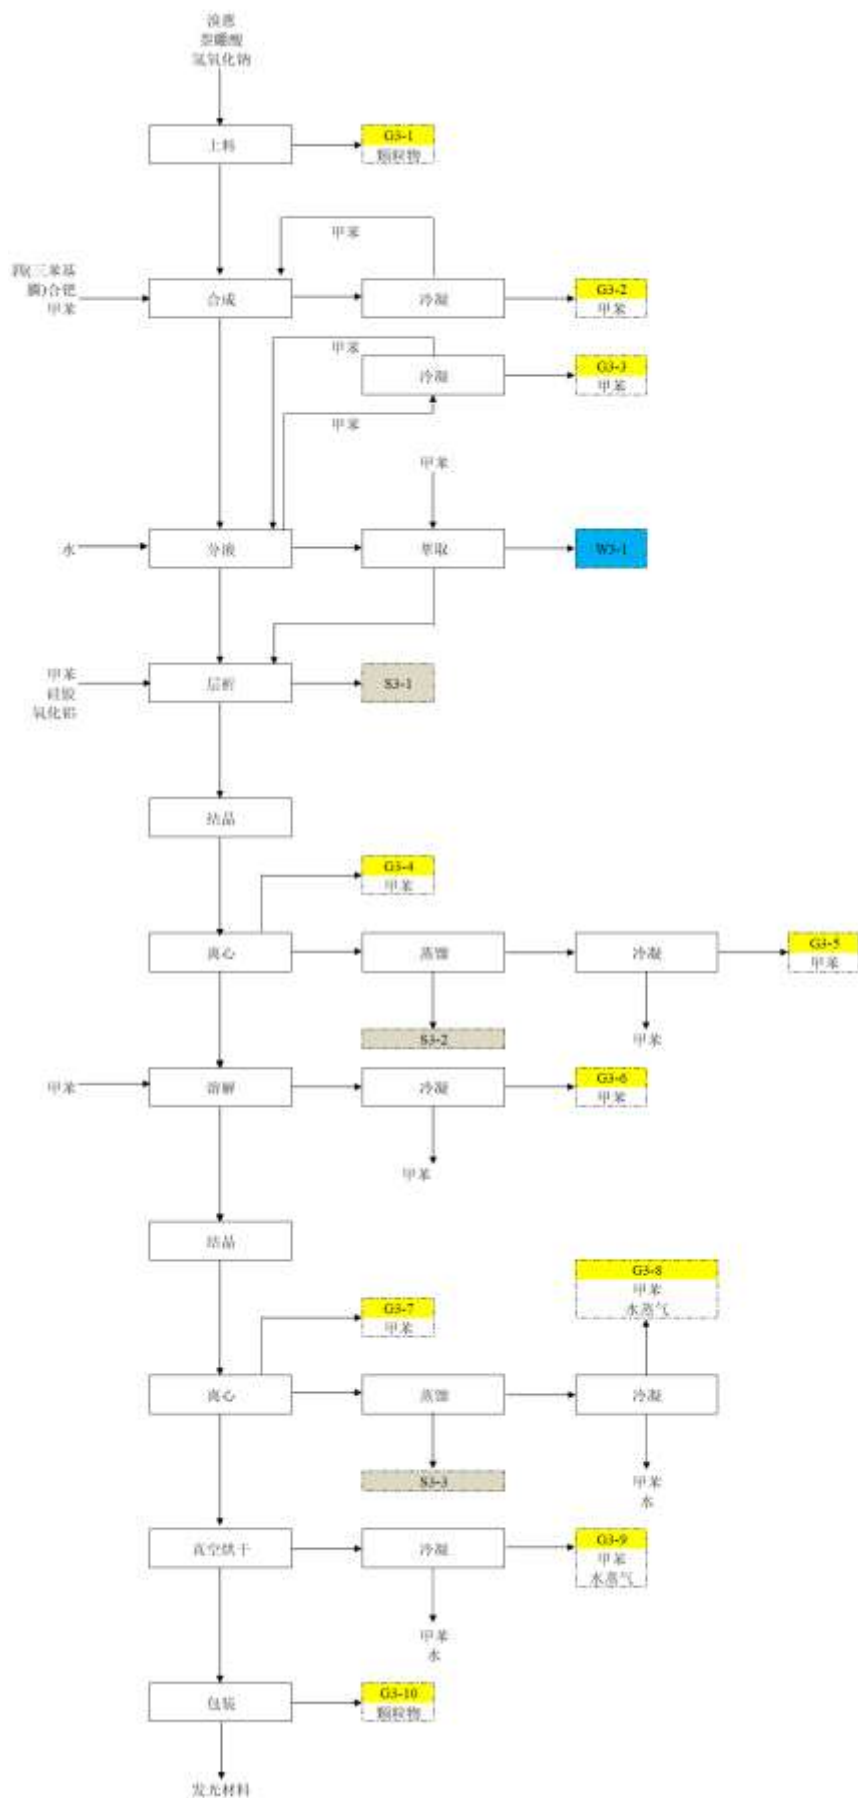 溴蒽
萘硼酸
氢氧化钠
上料
G3-1
颗粒物
甲苯
四(三苯基
膦)合钯
甲苯
合成
冷凝
G3-2
甲苯
甲苯
冷凝
G3-3
甲苯
甲苯
甲苯
水
分液
萃取
W3-1
甲苯
硅胶
氧化铝
层析
S3-1
结晶
G3-4
甲苯
离心
蒸馏
冷凝
G3-5
甲苯
S3-2
甲苯
甲苯
溶解
冷凝
G3-6
甲苯
甲苯
结晶
G3-8
甲苯
水蒸气
G3-7
甲苯
离心
蒸馏
冷凝
S3-3
甲苯
水
真空烘干
冷凝
G3-9
甲苯
水蒸气
甲苯
水
包装
G3-10
颗粒物
发光材料